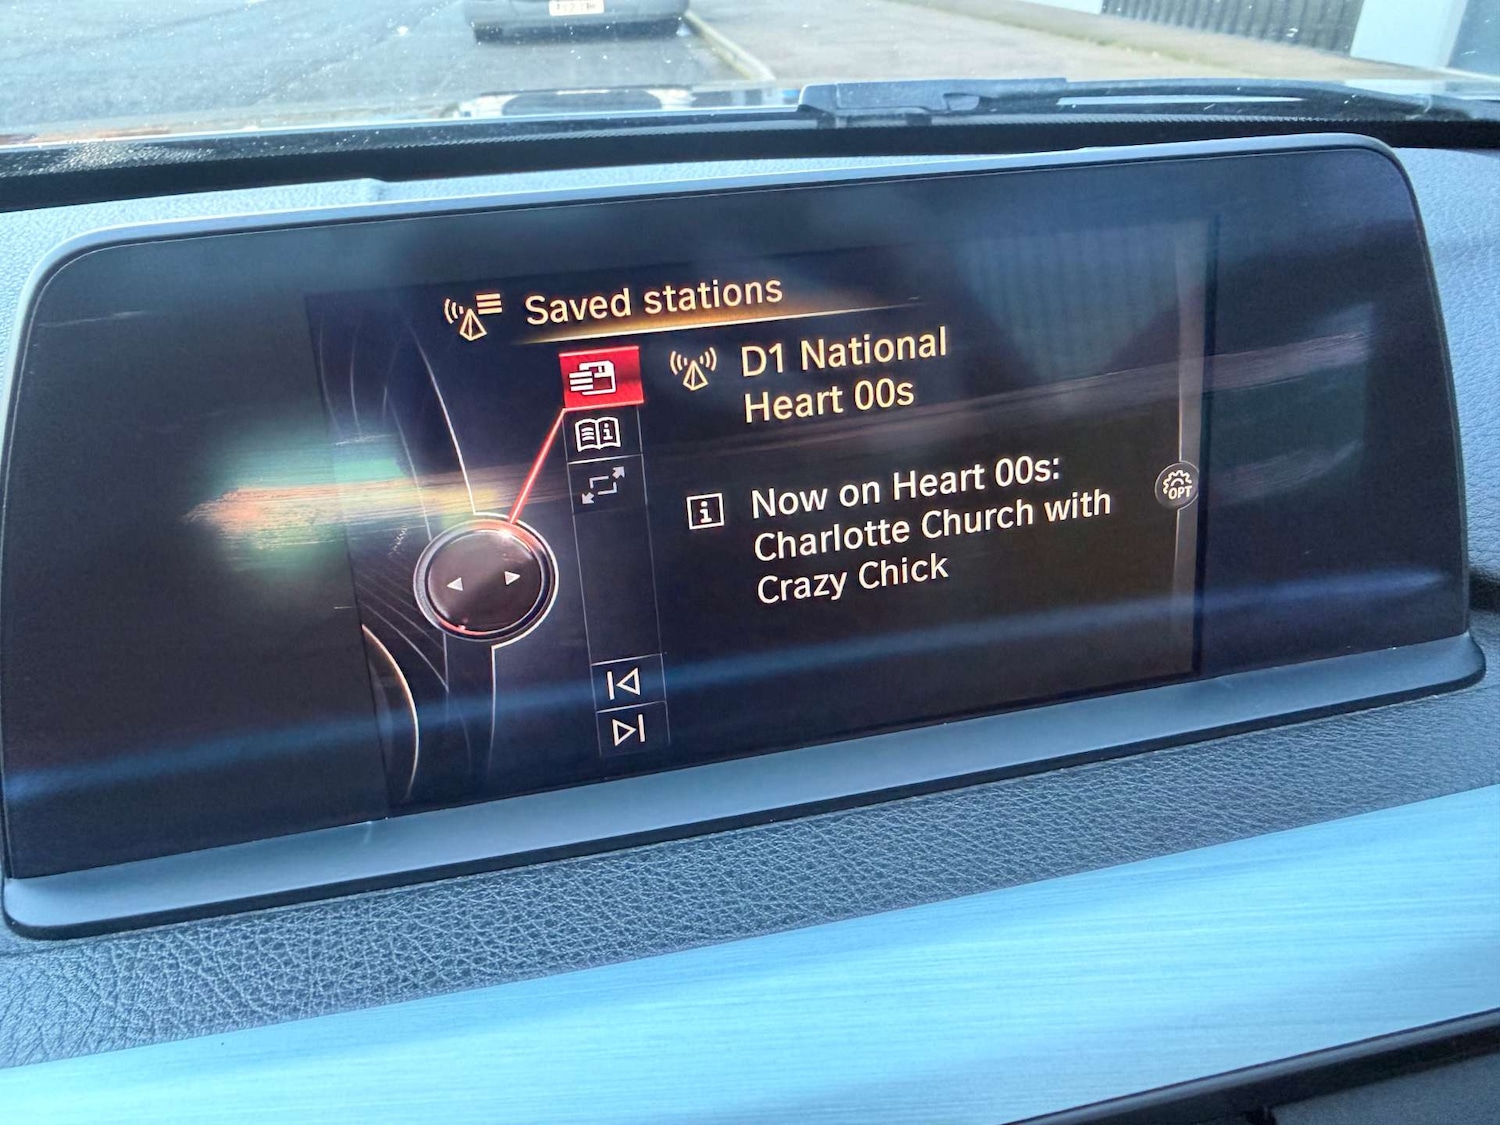 Saved stations
D1 National
Heart 00s
Now on Heart 00s:
Charlotte Church with
Crazy Chick
OPT